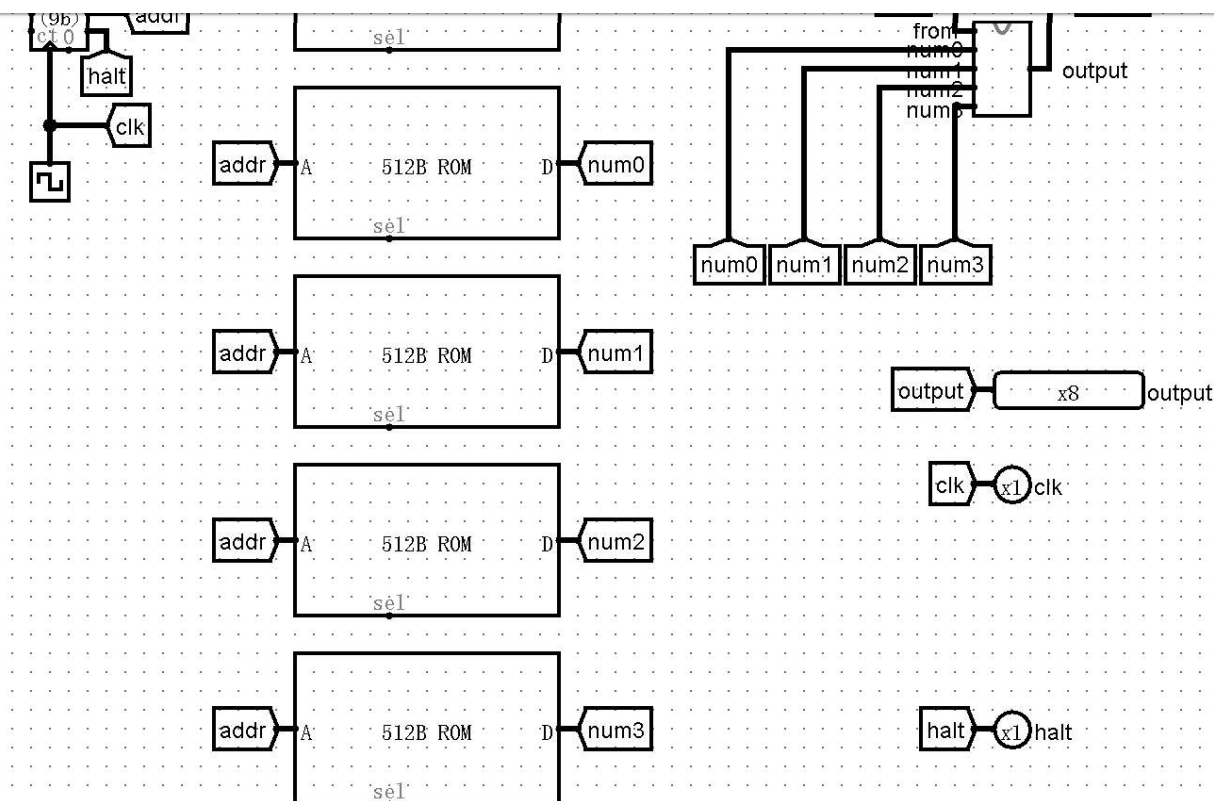 (9b)
ct0
addr
halt
clk
sel
addr
A
512B ROM
D
num0
sel
addr
A
512B ROM
D
num1
sel
addr
A
512B ROM
D
num2
sel
addr
A
512B ROM
D
num3
sel
from
num0
num1
num2
num3
output
num0
num1
num2
num3
output
x8
output
clk
x1
clk
halt
x1
halt